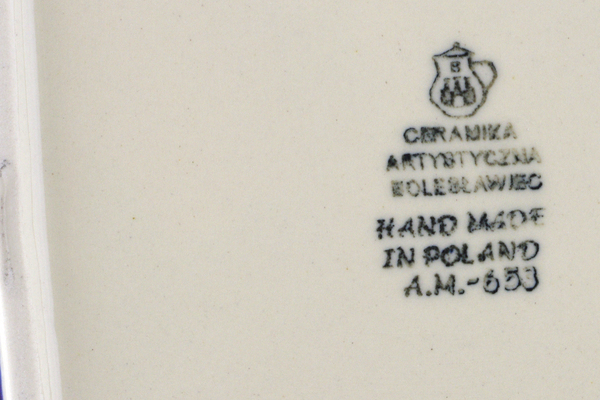 B
CERAMIKA
ARTYSTYCZNA
BOLESŁAWIEC
HAND MADE
IN POLAND
A.M.-653